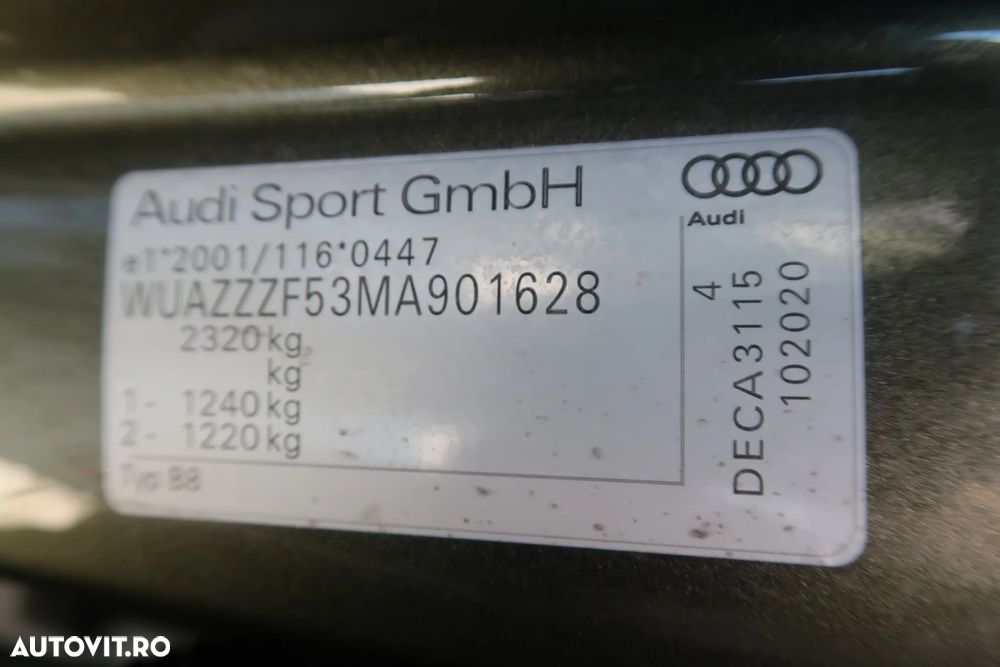 Audi Sport GmbH
e1*2001/116*0447
WUAZZZF53MA901628
2320 kg
kg
1- 1240 kg
2- 1220 kg
Typ B8
Audi
4
DECA3115
102020
AUTOVIT.RO